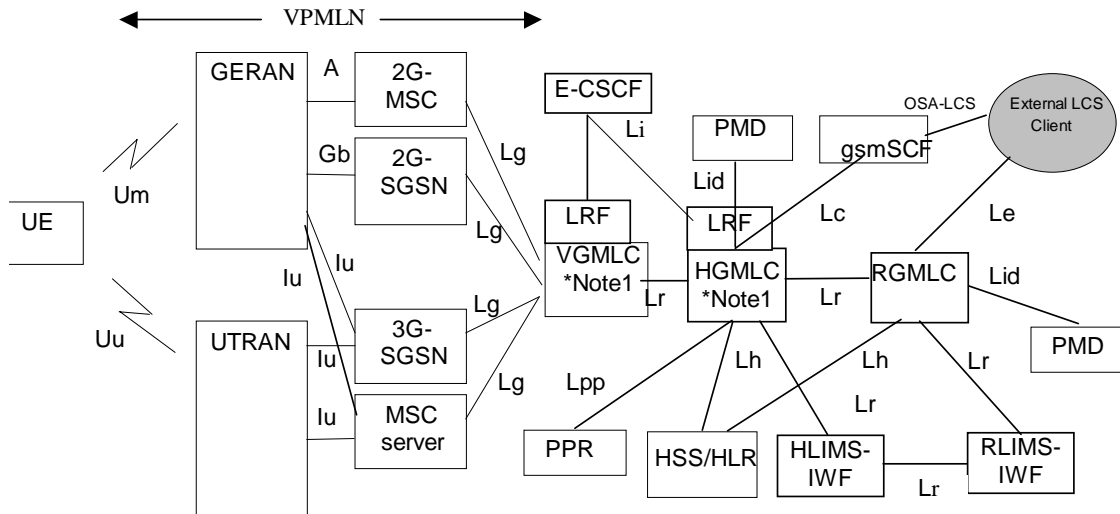 VPMLN
GERAN
A
2G-
MSC
E-CSCF
OSA-LCS
External LCS
Client
Li
PMD
gsmSCF
Gb
2G-
SGSN
Lg
Lid
Um
Lc
Le
UE
LRF
LRF
Lg
VGMLC
*Note1
HGMLC
*Note1
RGMLC
Lid
Iu
Iu
Lr
Lr
Lg
Uu
UTRAN
Iu
3G-
SGSN
PMD
Lg
Lh
Lh
Lr
Lpp
Iu
MSC
server
Lr
PPR
HSS/HLR
HLIMS-
IWF
RLIMS-
IWF
Lr